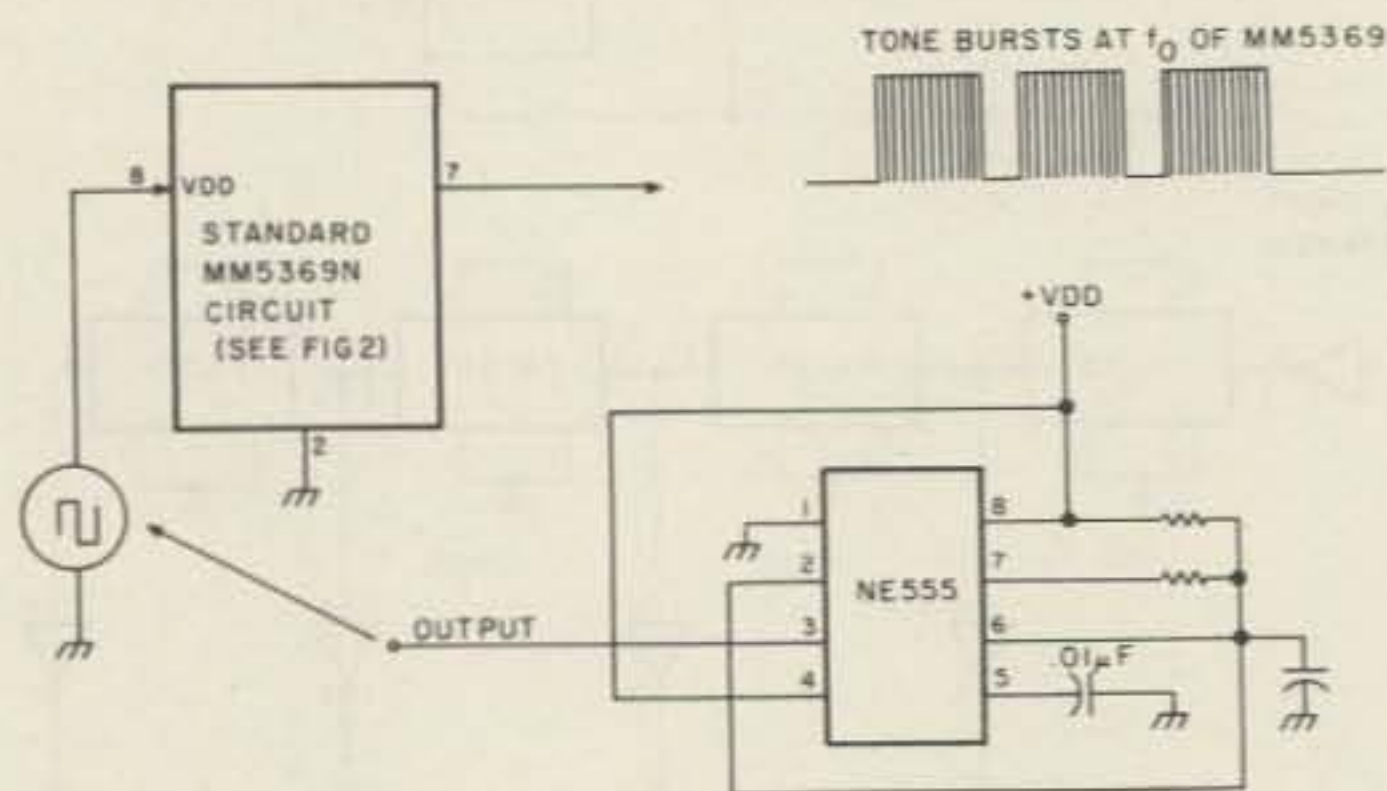 TONE BURSTS AT f0 OF MM5369
8
VDD
7
STANDARD
MM5369N
CIRCUIT
(SEE FIG 2)
2
+VDD
1
8
2
7
NE555
OUTPUT
3
6
.01µF
4
5